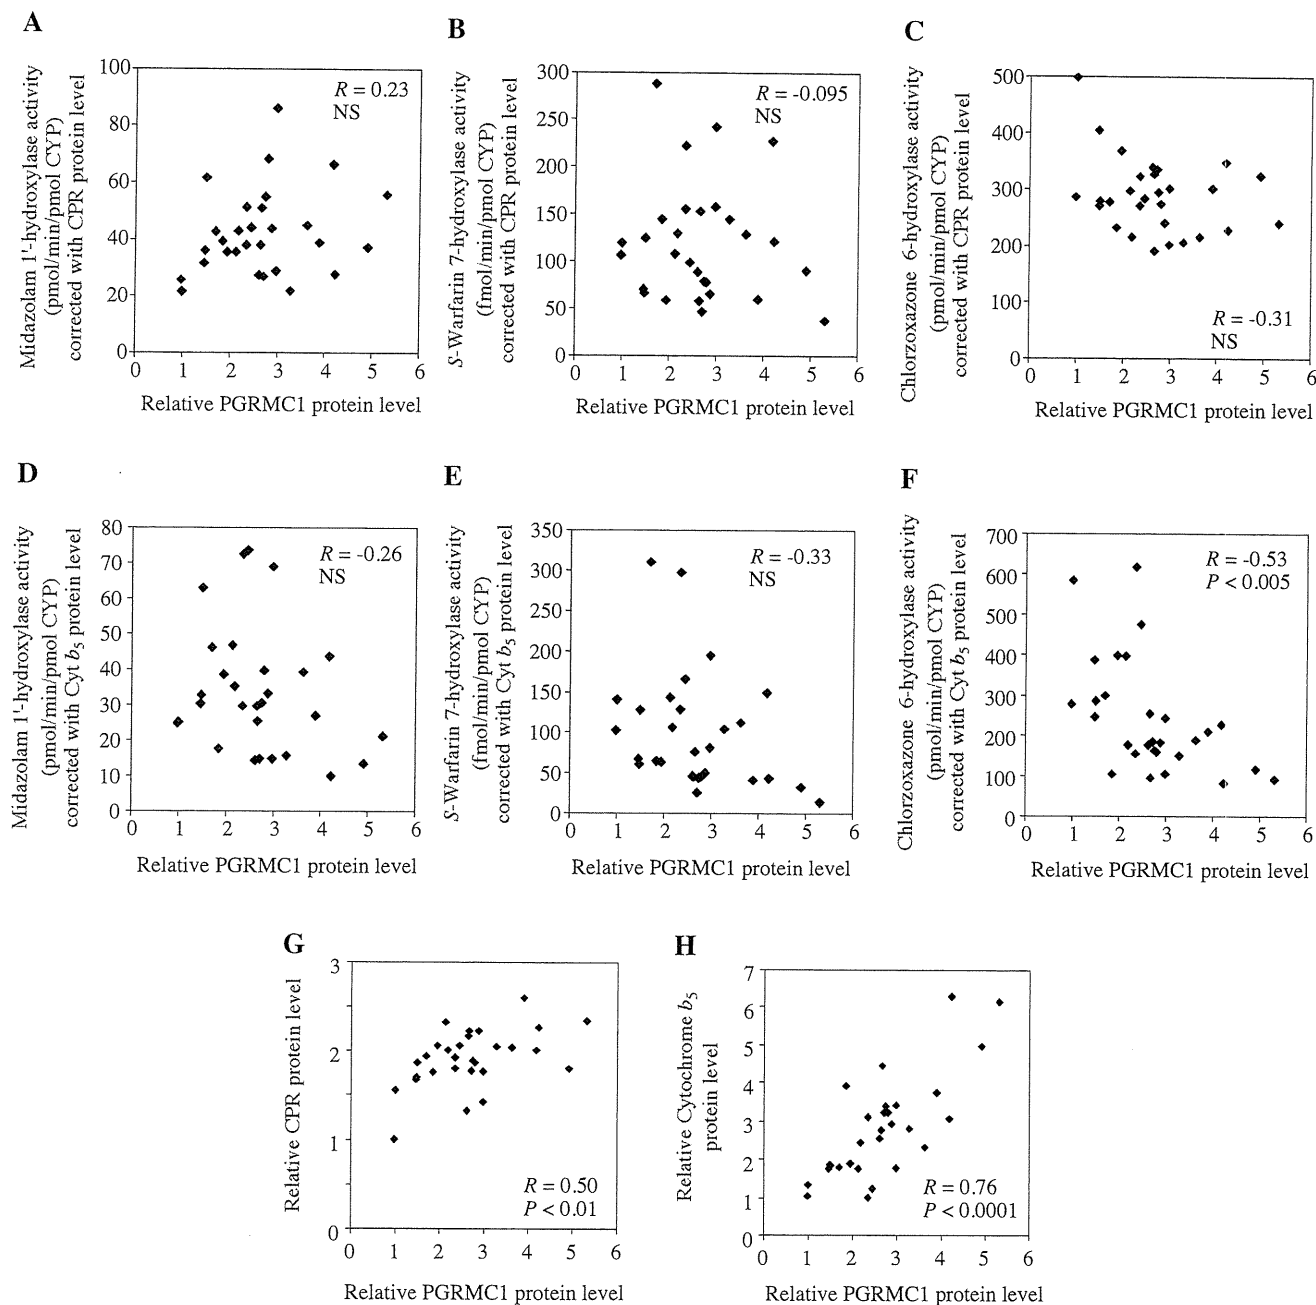 A
Midazolam 1'-hydroxylase activity
(pmol/min/pmol CYP)
corrected with CPR protein level
100
80
60
40
20
0
R = 0.23
NS
0 1 2 3 4 5 6
Relative PGRMC1 protein level
B
S-Warfarin 7-hydroxylase activity
(fmol/min/pmol CYP)
corrected with CPR protein level
300
250
200
150
100
50
0
R = -0.095
NS
0 1 2 3 4 5 6
Relative PGRMC1 protein level
C
Chlorzoxazone 6-hydroxylase activity
(pmol/min/pmol CYP)
corrected with CPR protein level
500
400
300
200
100
0
R = -0.31
NS
0 1 2 3 4 5 6
Relative PGRMC1 protein level
D
Midazolam 1'-hydroxylase activity
(pmol/min/pmol CYP)
corrected with Cyt b5 protein level
80
70
60
50
40
30
20
10
0
R = -0.26
NS
0 1 2 3 4 5 6
Relative PGRMC1 protein level
E
S-Warfarin 7-hydroxylase activity
(fmol/min/pmol CYP)
corrected with Cyt b5 protein level
350
300
250
200
150
100
50
0
R = -0.33
NS
0 1 2 3 4 5 6
Relative PGRMC1 protein level
F
Chlorzoxazone 6-hydroxylase activity
(pmol/min/pmol CYP)
corrected with Cyt b5 protein level
700
600
500
400
300
200
100
0
R = -0.53
P < 0.005
0 1 2 3 4 5 6
Relative PGRMC1 protein level
G
Relative CPR protein level
3
2
1
0
R = 0.50
P < 0.01
0 1 2 3 4 5 6
Relative PGRMC1 protein level
H
Relative Cytochrome b5
protein level
7
6
5
4
3
2
1
0
R = 0.76
P < 0.0001
0 1 2 3 4 5 6
Relative PGRMC1 protein level